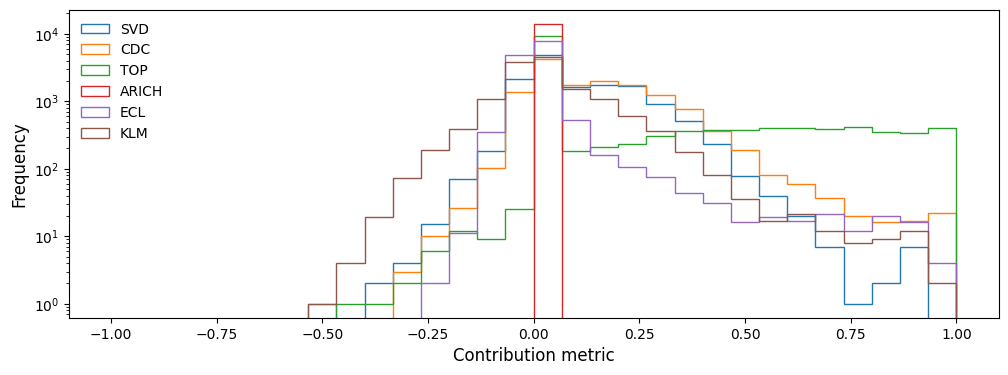 SVD
CDC
TOP
ARICH
ECL
KLM
Frequency
10⁴
10³
10²
10¹
10⁰
−1.00 −0.75 −0.50 −0.25 0.00 0.25 0.50 0.75 1.00
Contribution metric